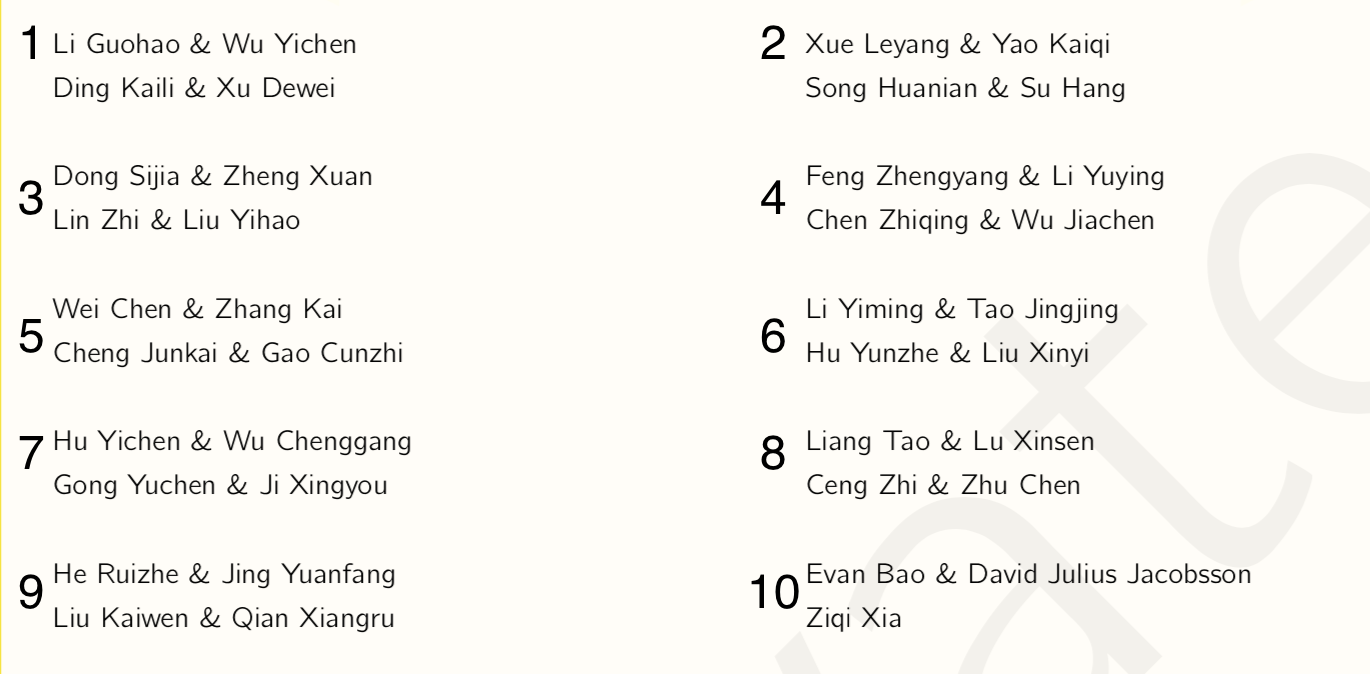 1 Li Guohao & Wu Yichen
Ding Kaili & Xu Dewei
2 Xue Leyang & Yao Kaiqi
Song Huanian & Su Hang
3 Dong Sijia & Zheng Xuan
Lin Zhi & Liu Yihao
4 Feng Zhengyang & Li Yuying
Chen Zhiqing & Wu Jiachen
5 Wei Chen & Zhang Kai
Cheng Junkai & Gao Cunzhi
6 Li Yiming & Tao Jingjing
Hu Yunzhe & Liu Xinyi
7 Hu Yichen & Wu Chenggang
Gong Yuchen & Ji Xingyou
8 Liang Tao & Lu Xinsen
Ceng Zhi & Zhu Chen
9 He Ruizhe & Jing Yuanfang
Liu Kaiwen & Qian Xiangru
10 Evan Bao & David Julius Jacobsson
Ziqi Xia